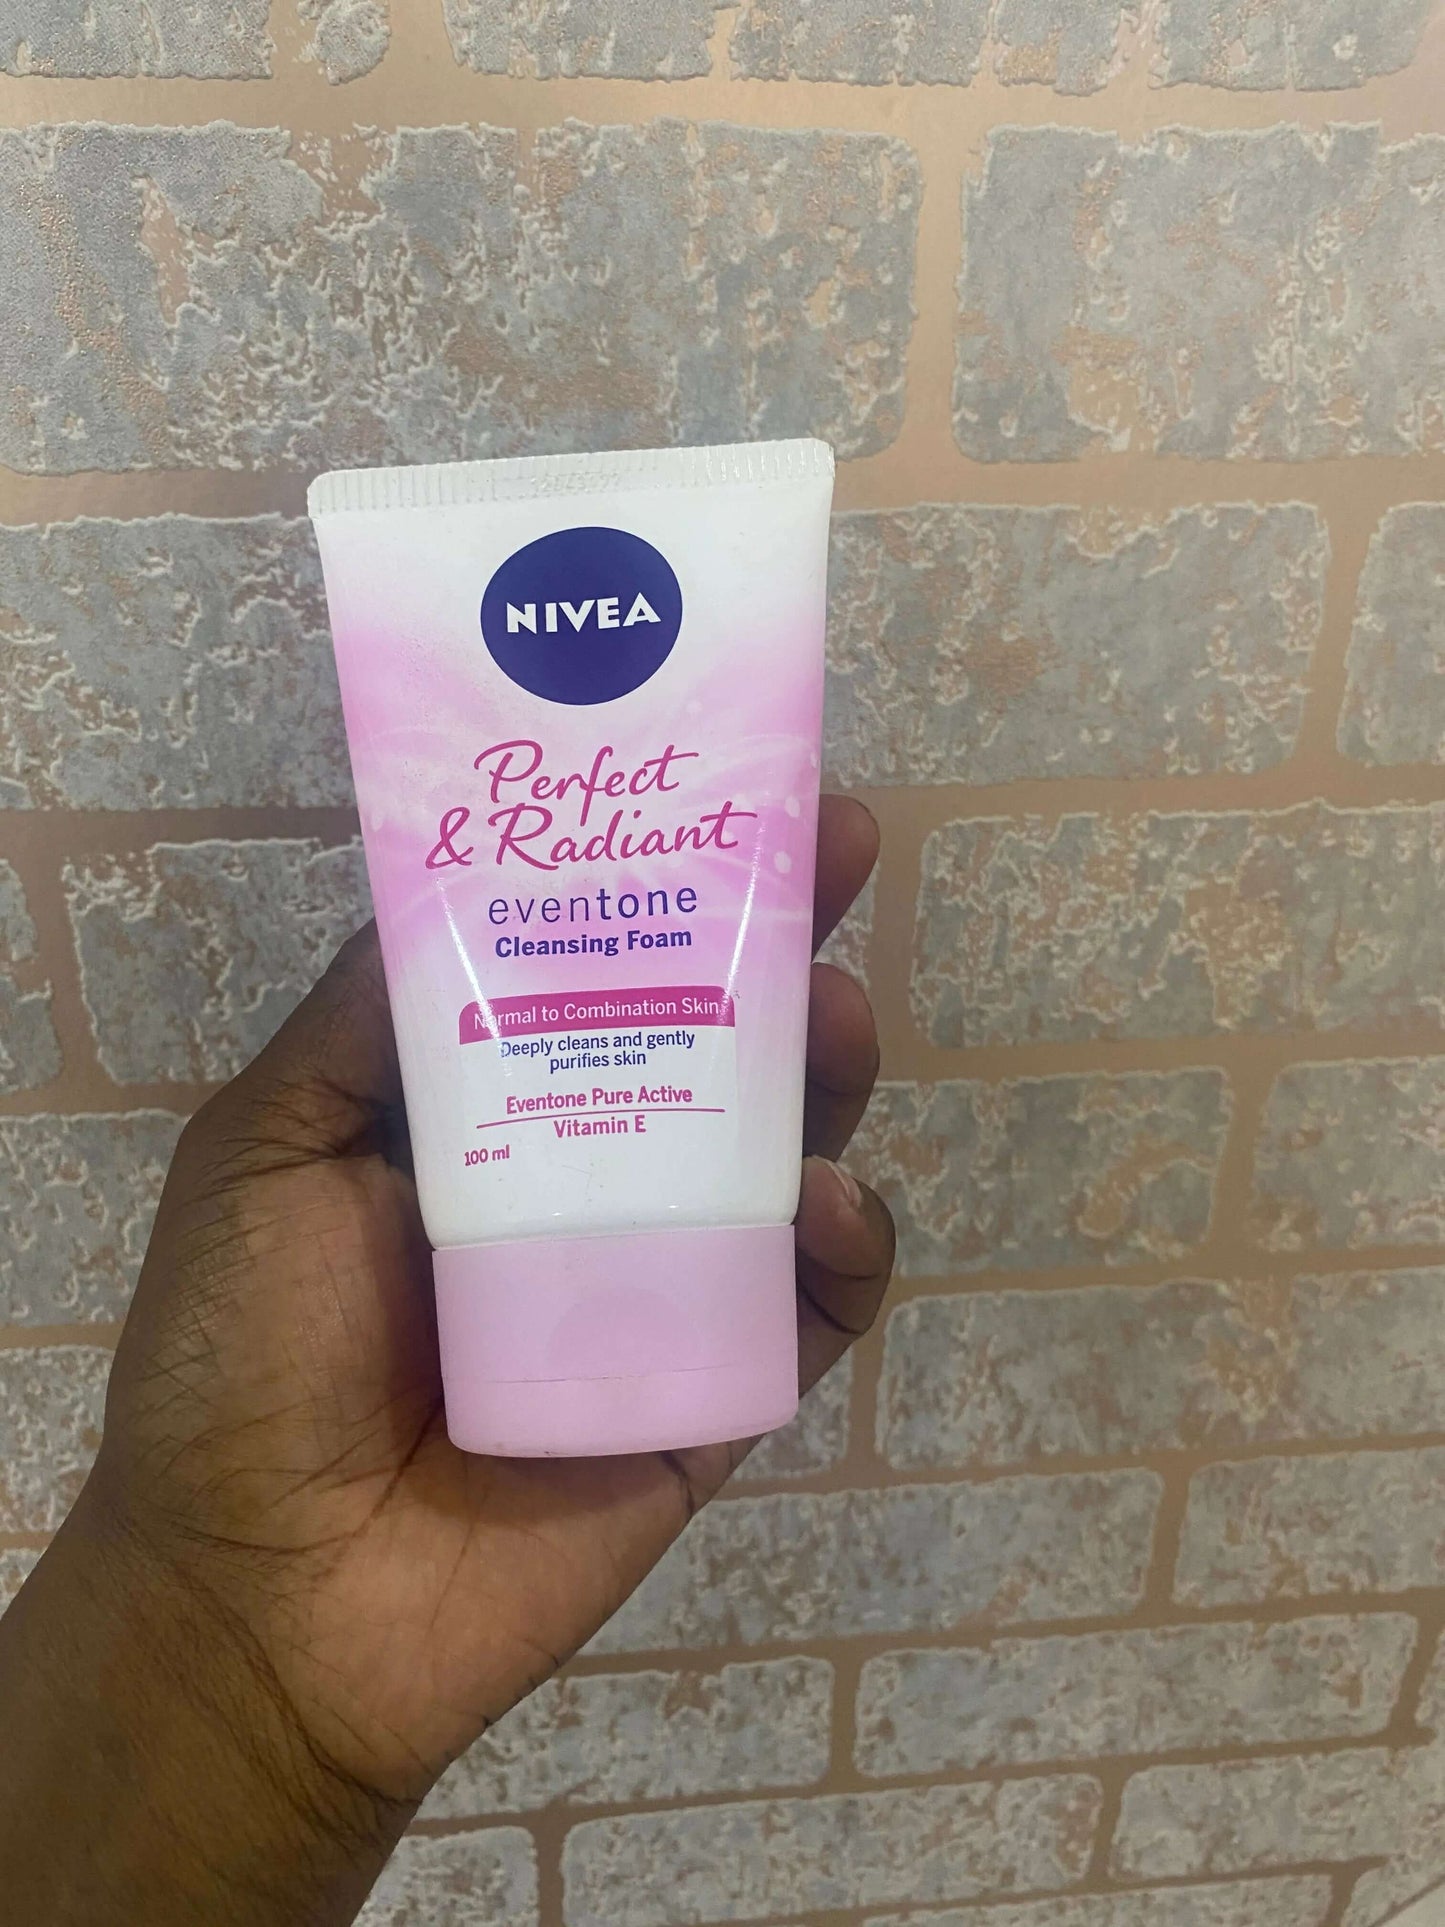 NIVEA
Perfect
& Radiant
eventone
Cleansing Foam
Normal to Combination Skin
Deeply cleans and gently
purifies skin
Eventone Pure Active
Vitamin E
100 ml